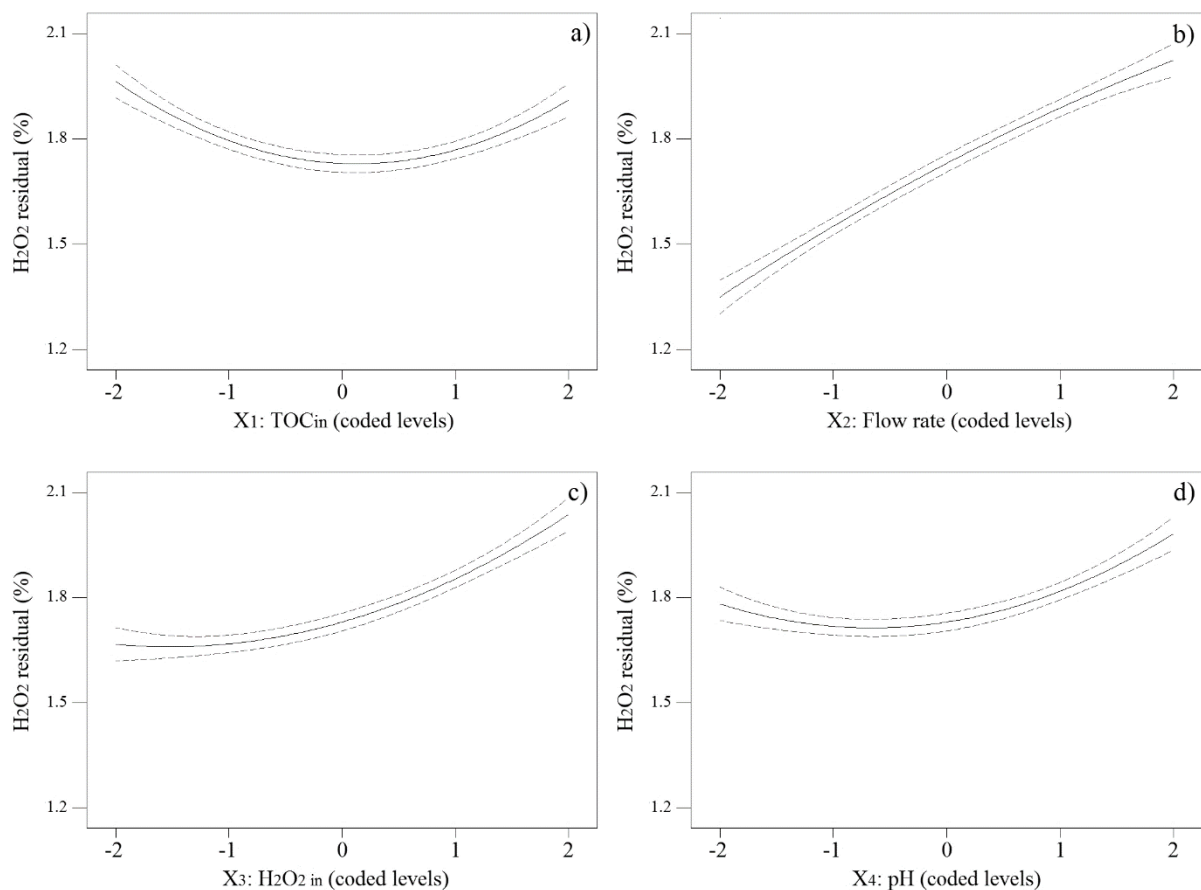 a)
2.1
1.8
1.5
1.2
H2O2 residual (%)
-2 -1 0 1 2
X1: TOCin (coded levels)
b)
2.1
1.8
1.5
1.2
H2O2 residual (%)
-2 -1 0 1 2
X2: Flow rate (coded levels)
c)
2.1
1.8
1.5
1.2
H2O2 residual (%)
-2 -1 0 1 2
X3: H2O2 in (coded levels)
d)
2.1
1.8
1.5
1.2
H2O2 residual (%)
-2 -1 0 1 2
X4: pH (coded levels)